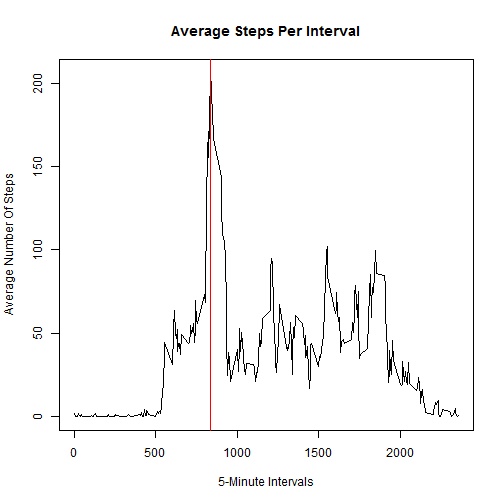 Average Steps Per Interval
Average Number Of Steps
200
150
100
50
0
0 500 1000 1500 2000
5-Minute Intervals